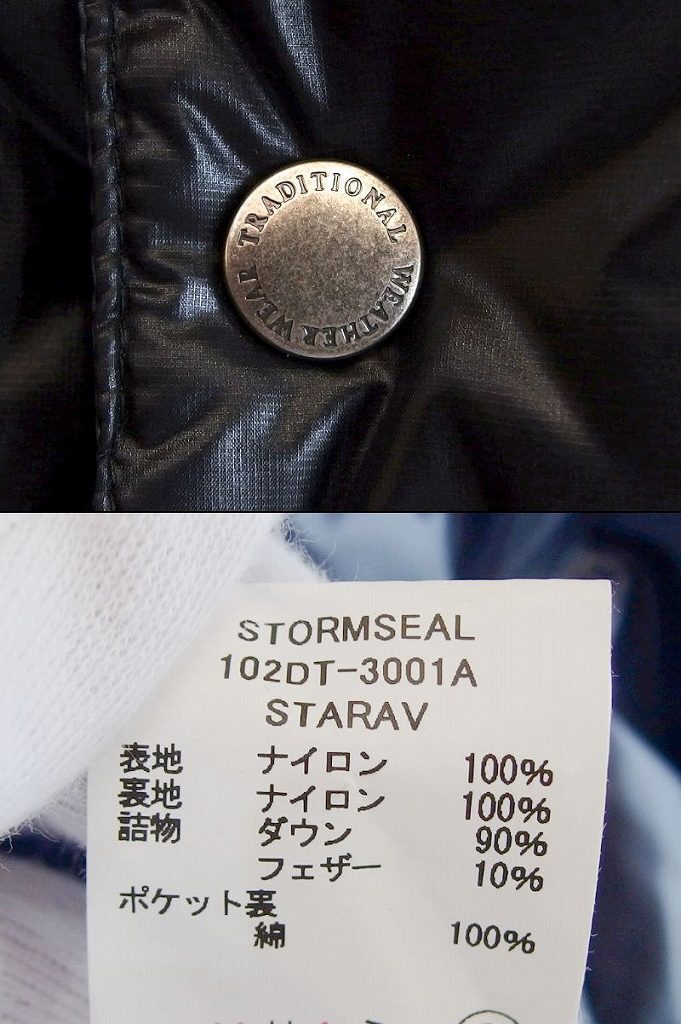 TRADITIONAL WEATHERWEAR
STORMSEAL
102DT-3001A
STARAV
表地 ナイロン 100%
裏地 ナイロン 100%
詰物 ダウン 90%
フェザー 10%
ポケット裏
綿 100%